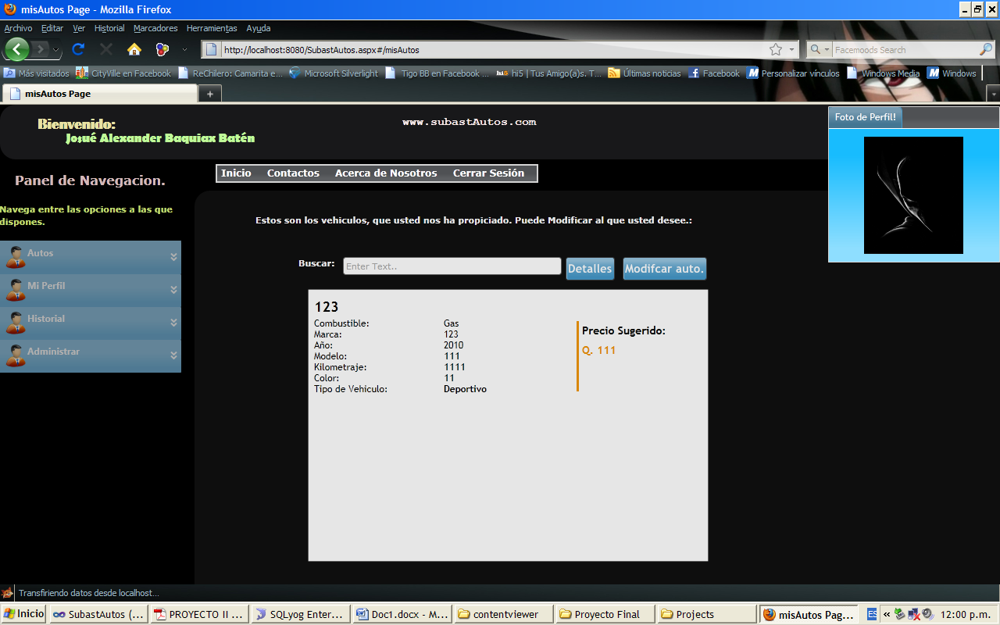 misAutos Page - Mozilla Firefox
Archivo Editar Ver Historial Marcadores Herramientas Ayuda
http://localhost:8080/SubastAutos.aspx#/misAutos
Facemoods Search
Más visitados CityVille en Facebook ReChilero: Camarita e... Microsoft Silverlight Tigo BB en Facebook ... hi5 hi5 | Tus Amigo(a)s. T... Últimas noticias Facebook Personalizar vínculos Windows Media Windows
misAutos Page
Bienvenido:
Josué Alexander Baquiax Batén
www.subastAutos.com
Foto de Perfil!
Inicio Contactos Acerca de Nosotros Cerrar Sesión
Panel de Navegacion.
Navega entre las opciones a las que
dispones.
Autos
Mi Perfil
Historial
Administrar
Estos son los vehiculos, que usted nos ha propiciado. Puede Modificar al que usted desee.:
Buscar: Enter Text.. Detalles Modifcar auto.
123
Combustible: Gas
Marca: 123
Año: 2010
Modelo: 111
Kilometraje: 1111
Color: 11
Tipo de Vehiculo: Deportivo
Precio Sugerido:
Q. 111
Transfiriendo datos desde localhost...
Inicio SubastAutos (... PROYECTO II ... SQLyog Enter... Doc1.docx - M... contentviewer Proyecto Final Projects misAutos Pag... ES « 12:00 p.m.